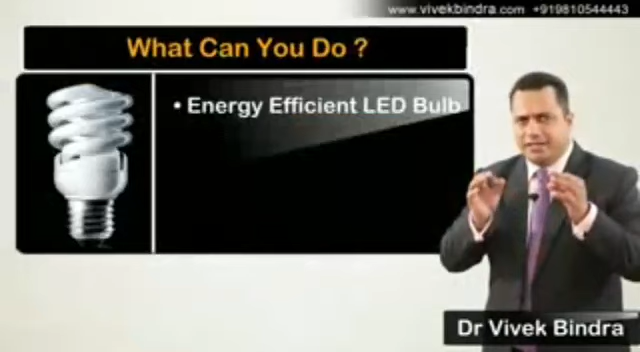 www.vivekbindra.com +919810544443
What Can You Do ?
• Energy Efficient LED Bulb
Dr Vivek Bindra